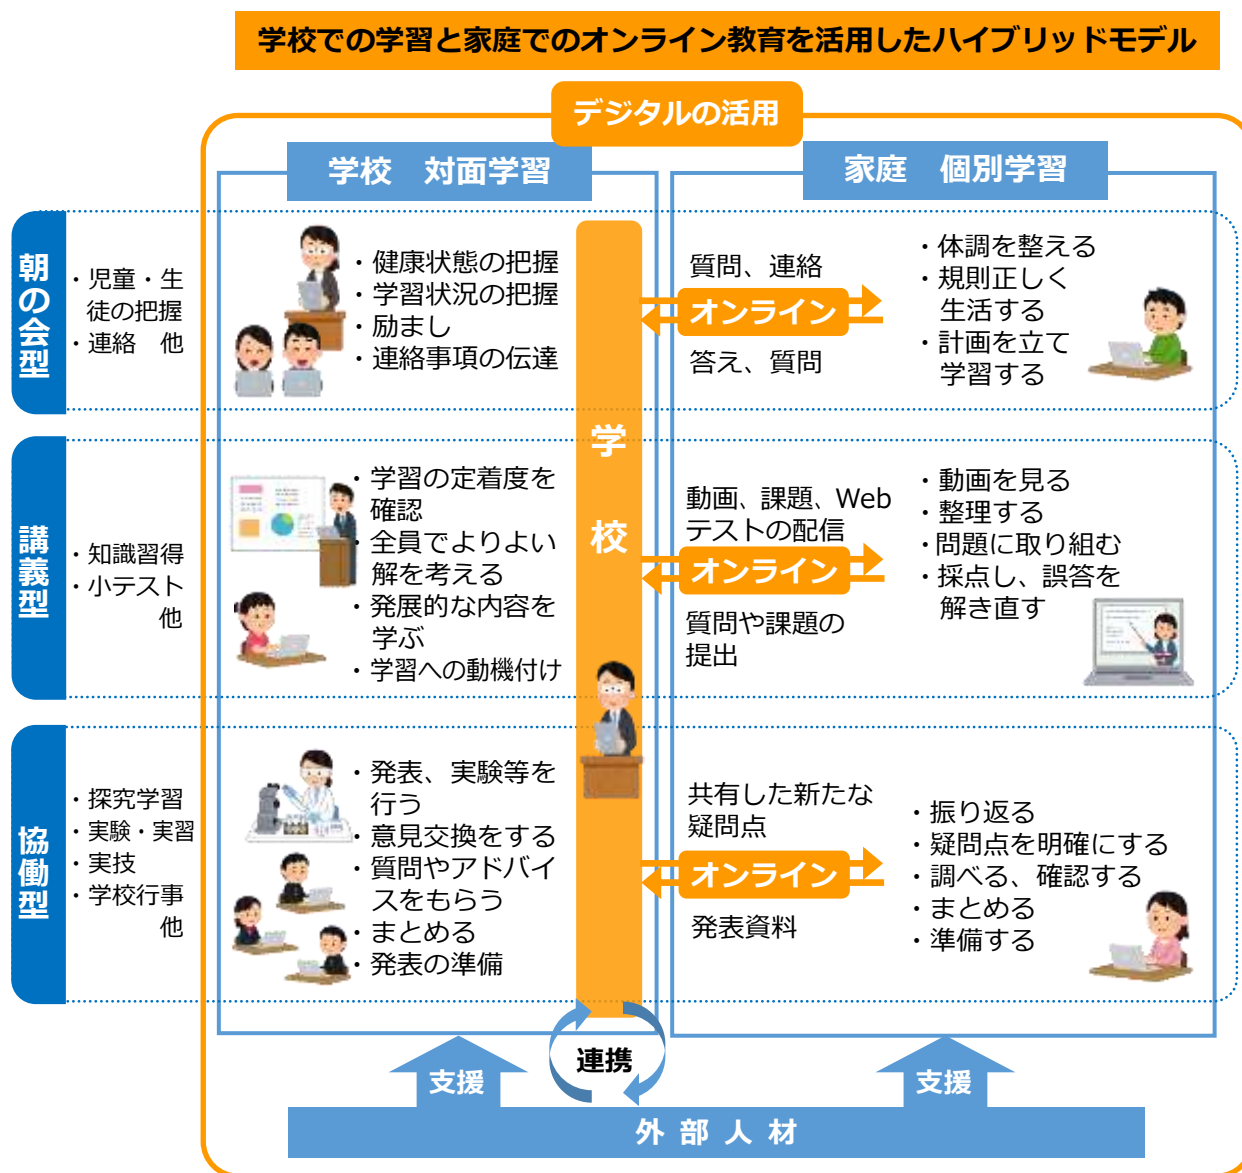 学校での学習と家庭でのオンライン教育を活用したハイブリッドモデル
デジタルの活用
学校　対面学習
家庭　個別学習
朝の会型
・児童・生
徒の把握
・連絡　他
・健康状態の把握
・学習状況の把握
・励まし
・連絡事項の伝達
質問、連絡
オンライン
答え、質問
・体調を整える
・規則正しく
生活する
・計画を立て
学習する
学校
講義型
・知識習得
・小テスト
他
・学習の定着度を
確認
・全員でよりよい
解を考える
・発展的な内容を
学ぶ
・学習への動機付け
動画、課題、Web
テストの配信
オンライン
質問や課題の
提出
・動画を見る
・整理する
・問題に取り組む
・採点し、誤答を
解き直す
協働型
・探究学習
・実験・実習
・実技
・学校行事
他
・発表、実験等を
行う
・意見交換をする
・質問やアドバイ
スをもらう
・まとめる
・発表の準備
共有した新たな
疑問点
オンライン
発表資料
・振り返る
・疑問点を明確にする
・調べる、確認する
・まとめる
・準備する
連携
支援
支援
外部人材